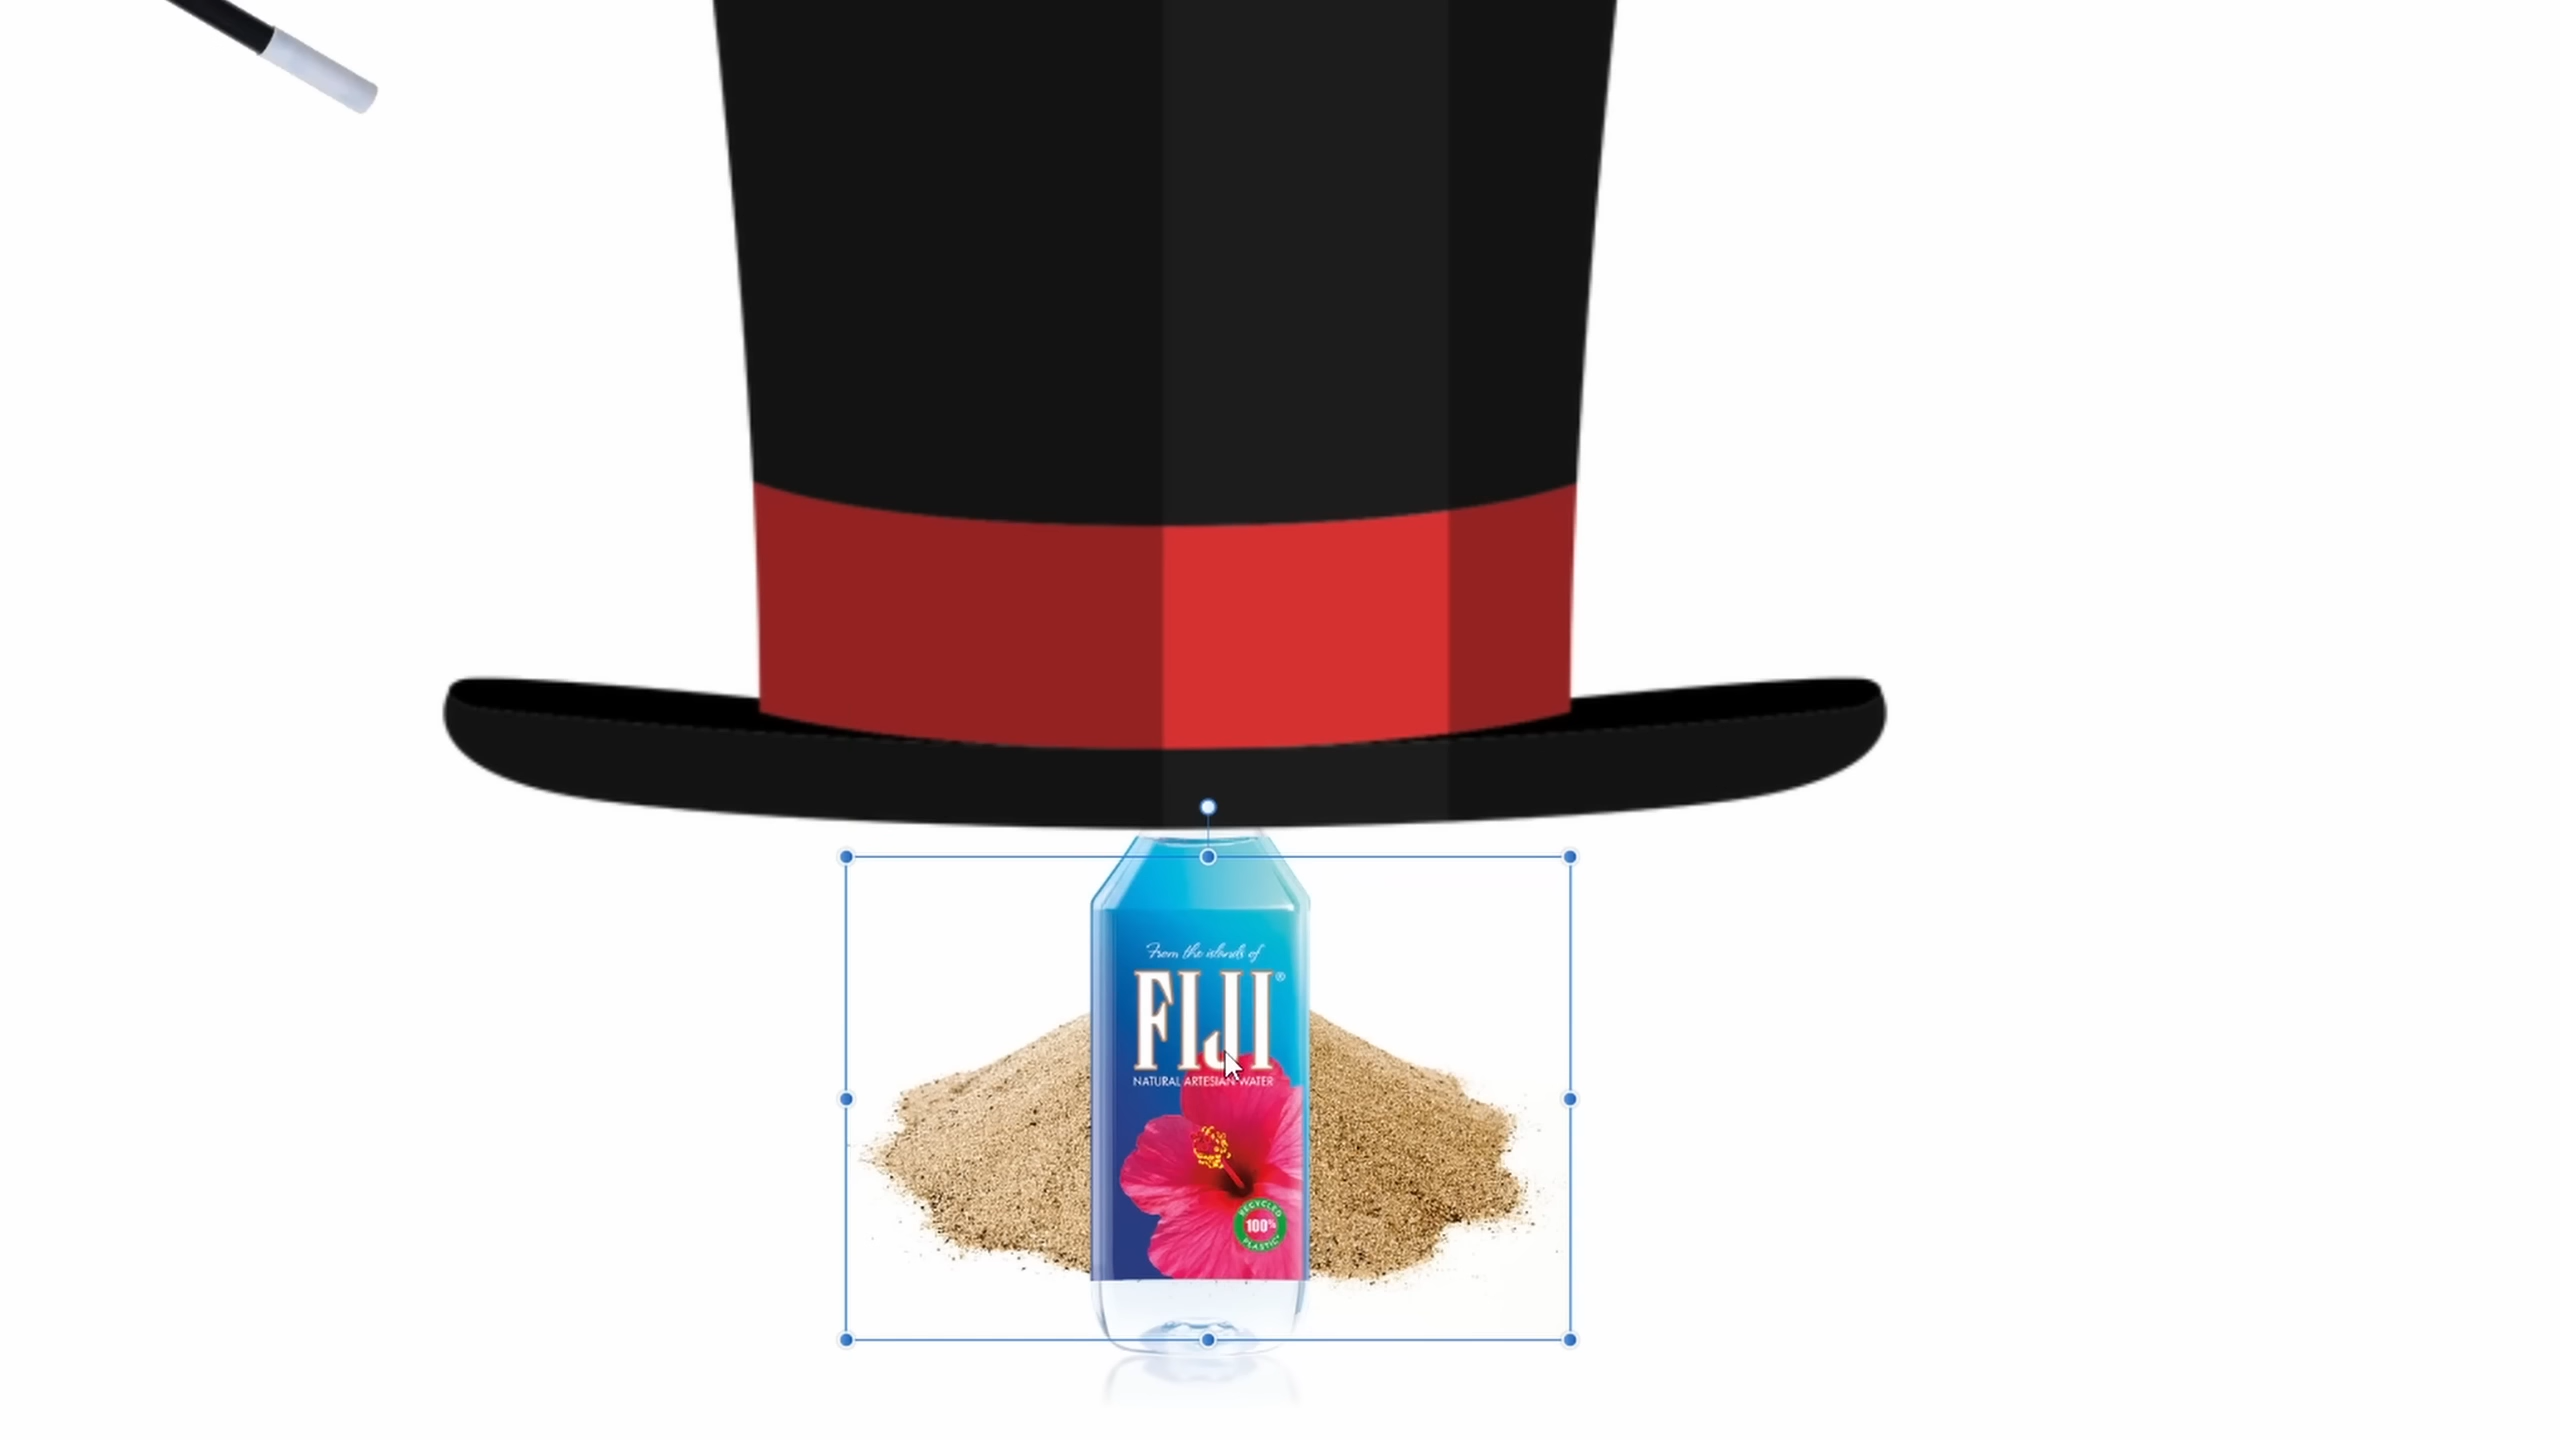 From the islands of
FIJI®
NATURAL ARTESIAN WATER
RECYCLED
100%
PLASTIC